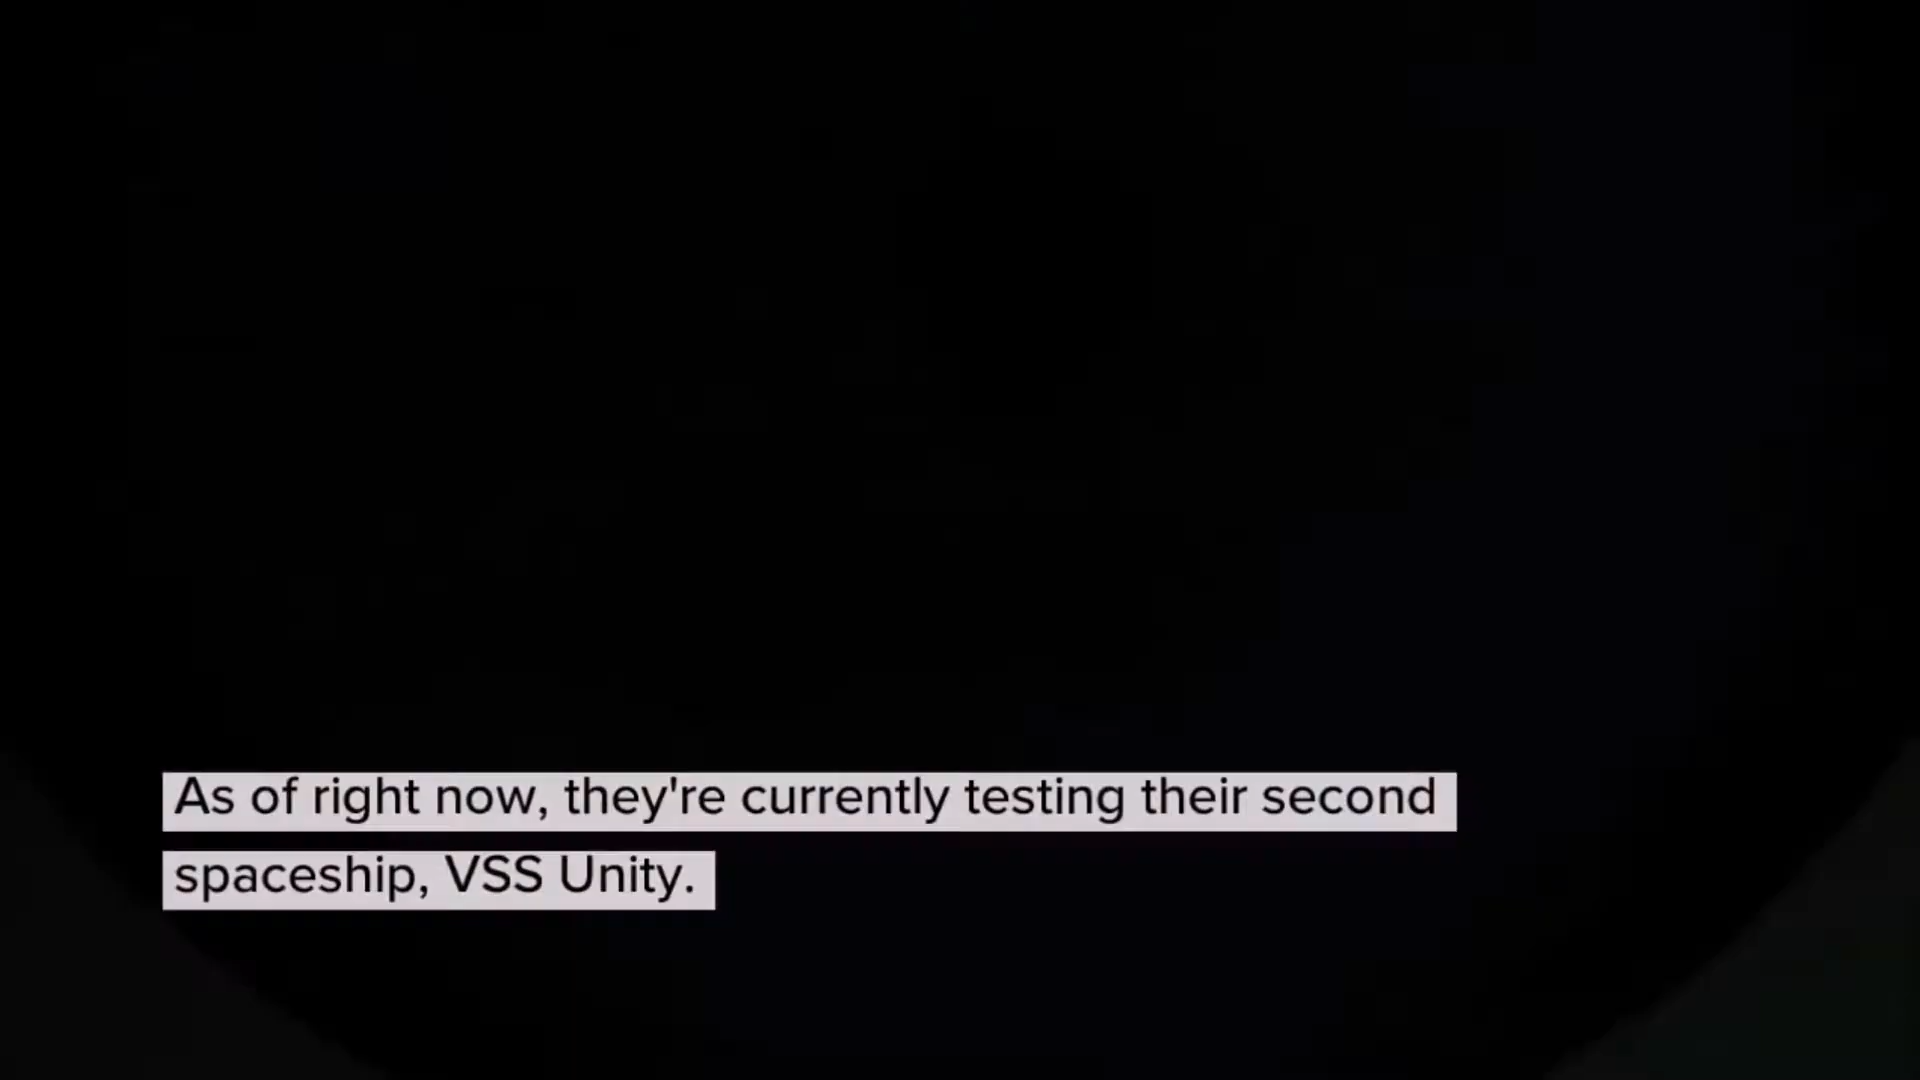 As of right now, they're currently testing their second
spaceship, VSS Unity.